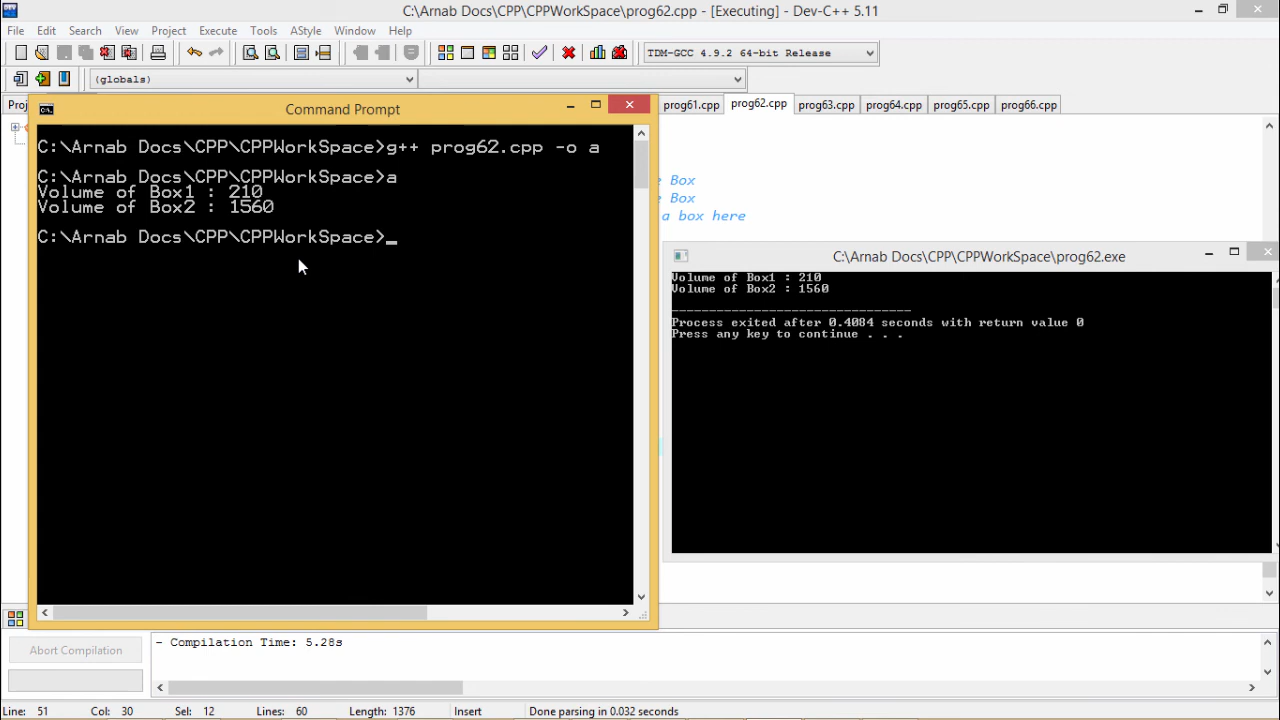 C:\Arnab Docs\CPP\CPPWorkSpace\prog62.cpp - [Executing] - Dev-C++ 5.11
File Edit Search View Project Execute Tools AStyle Window Help
TDM-GCC 4.9.2 64-bit Release
(globals)
Proj
prog61.cpp prog62.cpp prog63.cpp prog64.cpp prog65.cpp prog66.cpp
Command Prompt
C:\Arnab Docs\CPP\CPPWorkSpace>g++ prog62.cpp -o a
C:\Arnab Docs\CPP\CPPWorkSpace>a
Volume of Box1 : 210
Volume of Box2 : 1560
C:\Arnab Docs\CPP\CPPWorkSpace>_
e Box
e Box
a box here
C:\Arnab Docs\CPP\CPPWorkSpace\prog62.exe
Volume of Box1 : 210
Volume of Box2 : 1560
--------------------------------
Process exited after 0.4084 seconds with return value 0
Press any key to continue . . .
Abort Compilation
- Compilation Time: 5.28s
Line: 51 Col: 30 Sel: 12 Lines: 60 Length: 1376 Insert Done parsing in 0.032 seconds